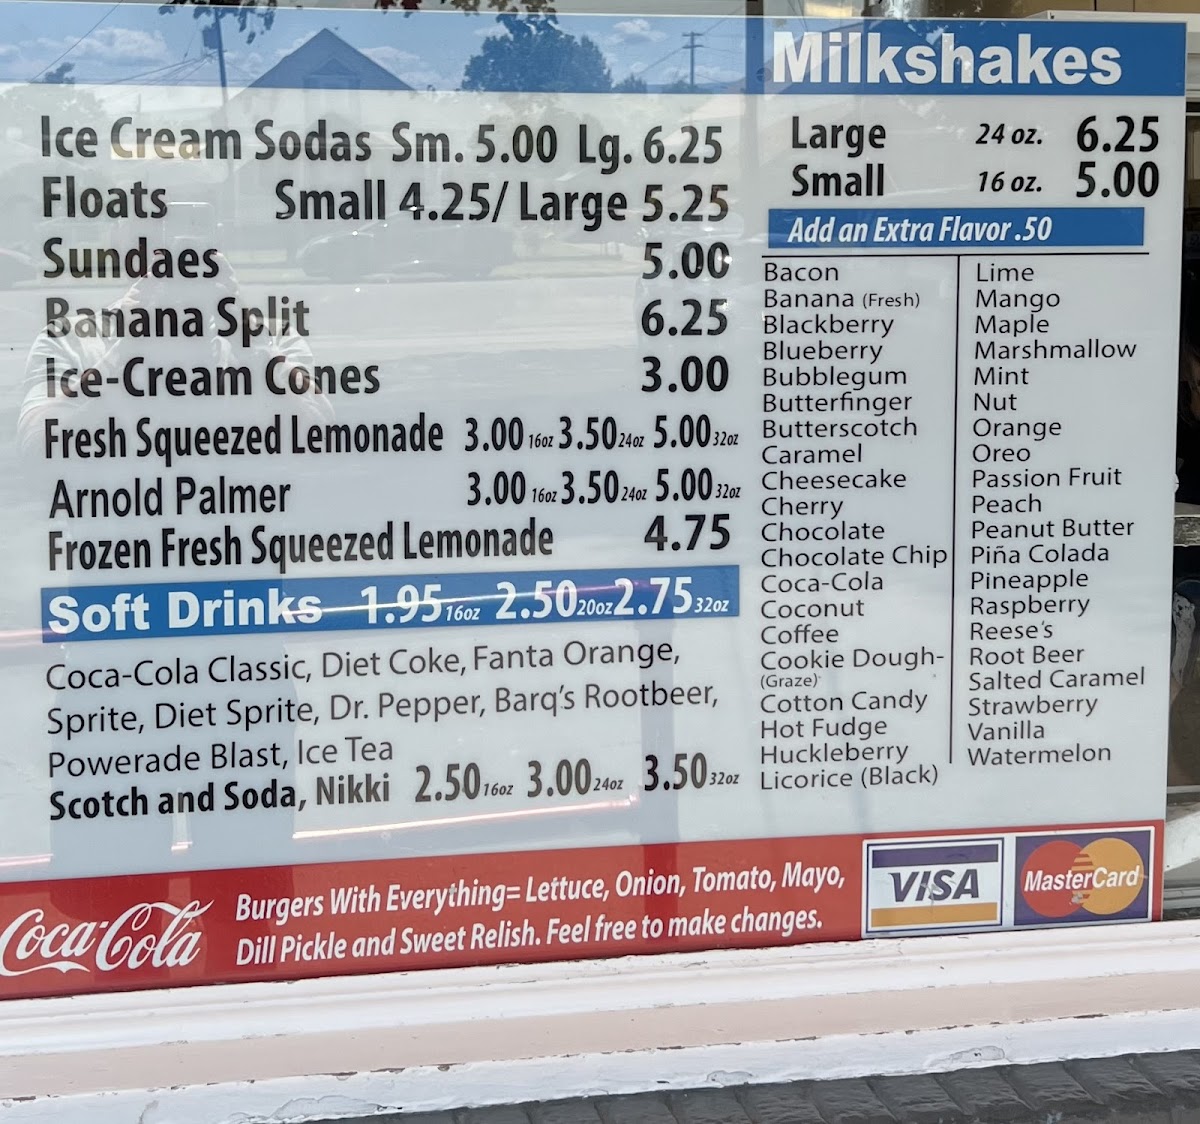 Ice Cream Sodas Sm. 5.00 Lg. 6.25
Floats Small 4.25/ Large 5.25
Sundaes 5.00
Banana Split 6.25
Ice-Cream Cones 3.00
Fresh Squeezed Lemonade 3.00 16oz 3.50 24oz 5.00 32oz
Arnold Palmer 3.00 16oz 3.50 24oz 5.00 32oz
Frozen Fresh Squeezed Lemonade 4.75
Soft Drinks 1.95 16oz 2.50 20oz 2.75 32oz
Coca-Cola Classic, Diet Coke, Fanta Orange,
Sprite, Diet Sprite, Dr. Pepper, Barq's Rootbeer,
Powerade Blast, Ice Tea
Scotch and Soda, Nikki 2.50 16oz 3.00 24oz 3.50 32oz
Milkshakes
Large 24 oz. 6.25
Small 16 oz. 5.00
Add an Extra Flavor .50
Bacon
Banana (Fresh)
Blackberry
Blueberry
Bubblegum
Butterfinger
Butterscotch
Caramel
Cheesecake
Cherry
Chocolate
Chocolate Chip
Coca-Cola
Coconut
Coffee
Cookie Dough-
(Graze)
Cotton Candy
Hot Fudge
Huckleberry
Licorice (Black)
Lime
Mango
Maple
Marshmallow
Mint
Nut
Orange
Oreo
Passion Fruit
Peach
Peanut Butter
Piña Colada
Pineapple
Raspberry
Reese's
Root Beer
Salted Caramel
Strawberry
Vanilla
Watermelon
Coca-Cola
Burgers With Everything= Lettuce, Onion, Tomato, Mayo,
Dill Pickle and Sweet Relish. Feel free to make changes.
VISA
MasterCard